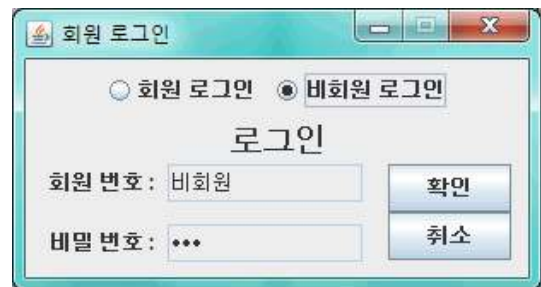 회원 로그인
회원 로그인 비회원 로그인
로그인
회원 번호 : 비회원
확인
비밀 번호 : •••
취소